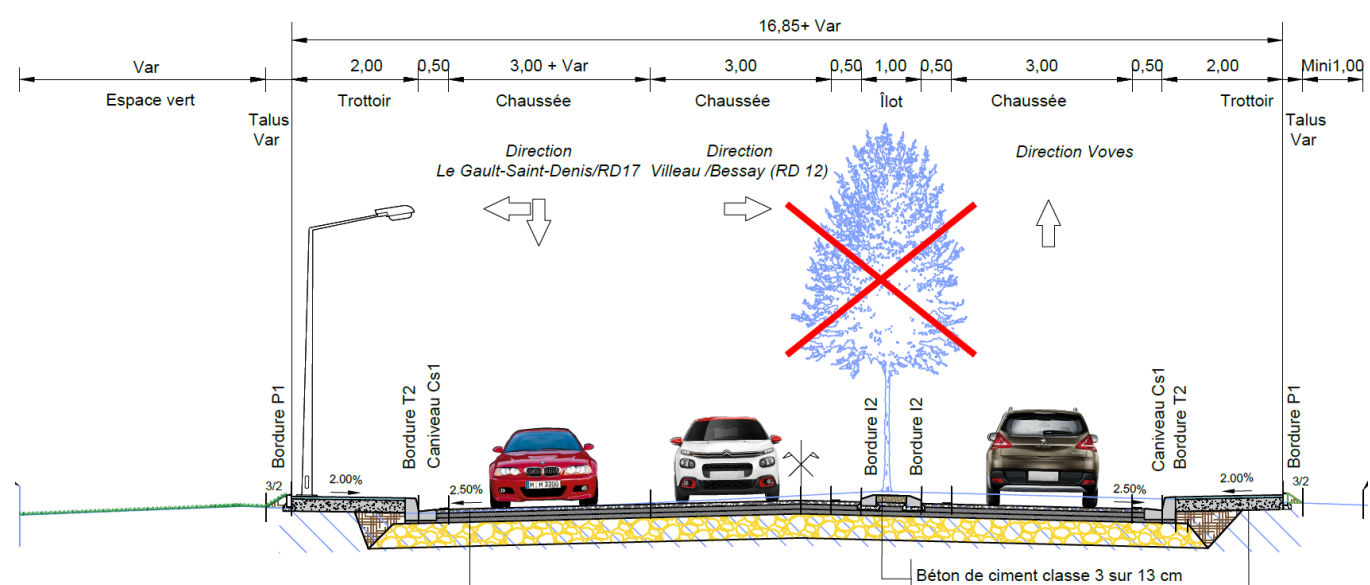 16,85+ Var
Var
2,00
0,50
3,00 + Var
3,00
0,50
1,00
0,50
3,00
0,50
2,00
Mini1,00
Espace vert
Trottoir
Chaussée
Chaussée
Îlot
Chaussée
Trottoir
Talus
Var
Talus
Var
Direction
Le Gault-Saint-Denis/RD17
Direction
Villeau /Bessay (RD 12)
Direction Voves
Bordure P1
Bordure T2
Caniveau Cs1
Bordure I2
Bordure I2
Caniveau Cs1
Bordure T2
Bordure P1
3/2
2.00%
2.50%
2.50%
2.00%
3/2
Béton de ciment classe 3 sur 13 cm